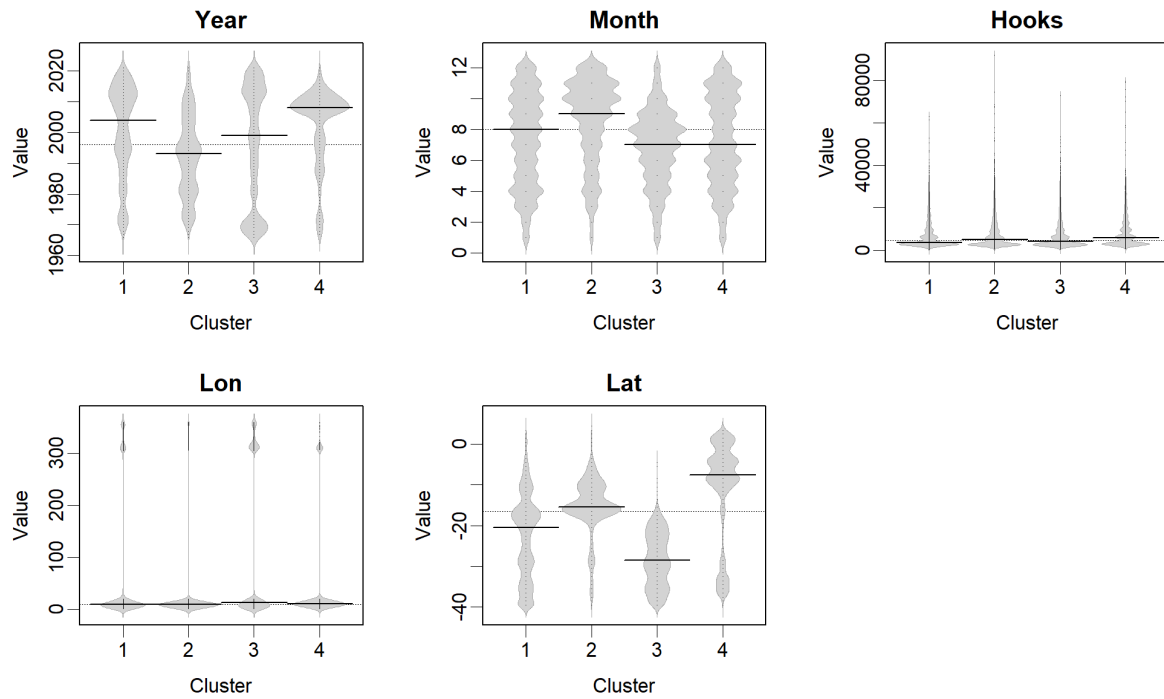 Year
Value
1960
1980
2000
2020
1 2 3 4
Cluster
Month
Value
0
2
4
6
8
12
1 2 3 4
Cluster
Hooks
Value
0
40000
80000
1 2 3 4
Cluster
Lon
Value
0
100
200
300
1 2 3 4
Cluster
Lat
Value
-40
-20
0
1 2 3 4
Cluster